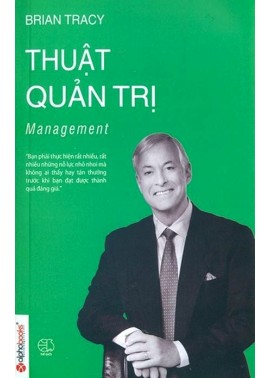 BRIAN TRACY
THUẬT
QUẢN TRỊ
Management
"Bạn phải thực hiện rất nhiều, rất
nhiều những nỗ lực nhỏ nhoi mà
không ai thấy hay tán thưởng
trước khi bạn đạt được thành
quả đáng giá."
alphabooks